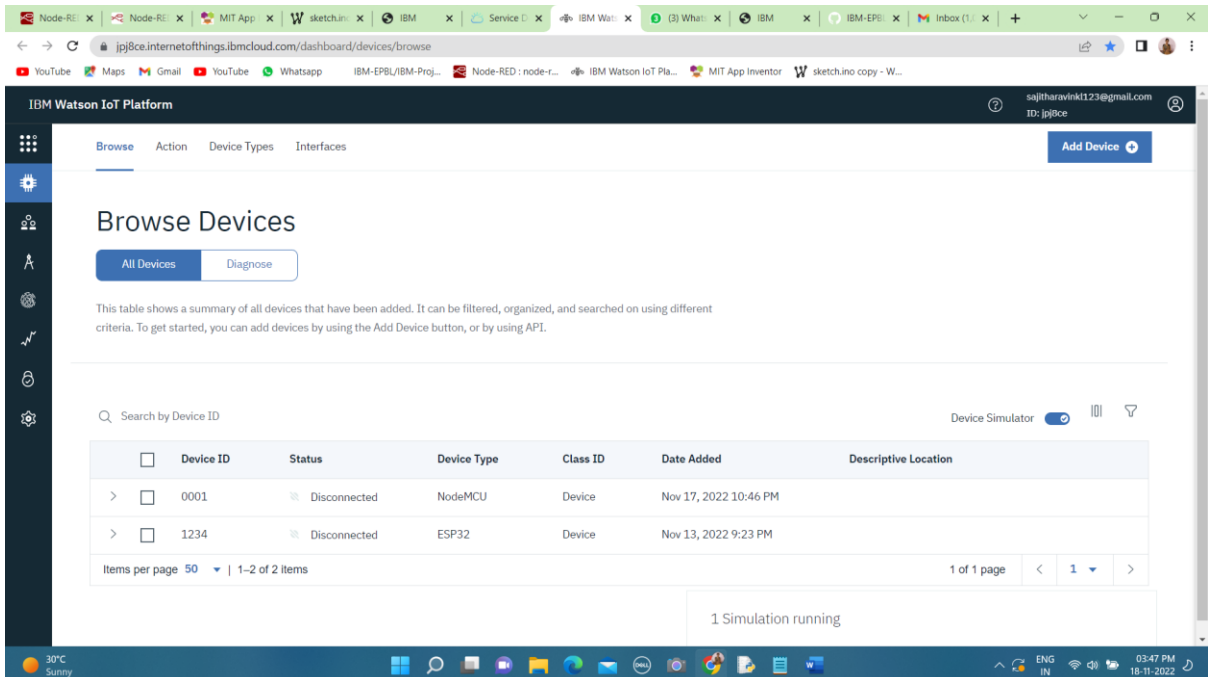 Node-RE
Node-RE
MIT App
sketch.inc
IBM
Service D
IBM Wats
(3) What
IBM
IBM-EPBL
Inbox (1,
jpj8ce.internetofthings.ibmcloud.com/dashboard/devices/browse
YouTube
Maps
Gmail
YouTube
Whatsapp
IBM-EPBL/IBM-Proj...
Node-RED : node-r...
IBM Watson IoT Pla...
MIT App Inventor
sketch.ino copy - W...
IBM Watson IoT Platform
sajitharavinkl123@gmail.com
ID: jpj8ce
Browse Action Device Types Interfaces
Add Device
Browse Devices
All Devices Diagnose
This table shows a summary of all devices that have been added. It can be filtered, organized, and searched on using different
criteria. To get started, you can add devices by using the Add Device button, or by using API.
Search by Device ID
Device Simulator
Device ID Status Device Type Class ID Date Added Descriptive Location
0001 Disconnected NodeMCU Device Nov 17, 2022 10:46 PM
1234 Disconnected ESP32 Device Nov 13, 2022 9:23 PM
Items per page 50 | 1–2 of 2 items
1 of 1 page 1
1 Simulation running
30°C
Sunny
ENG
IN
03:47 PM
18-11-2022